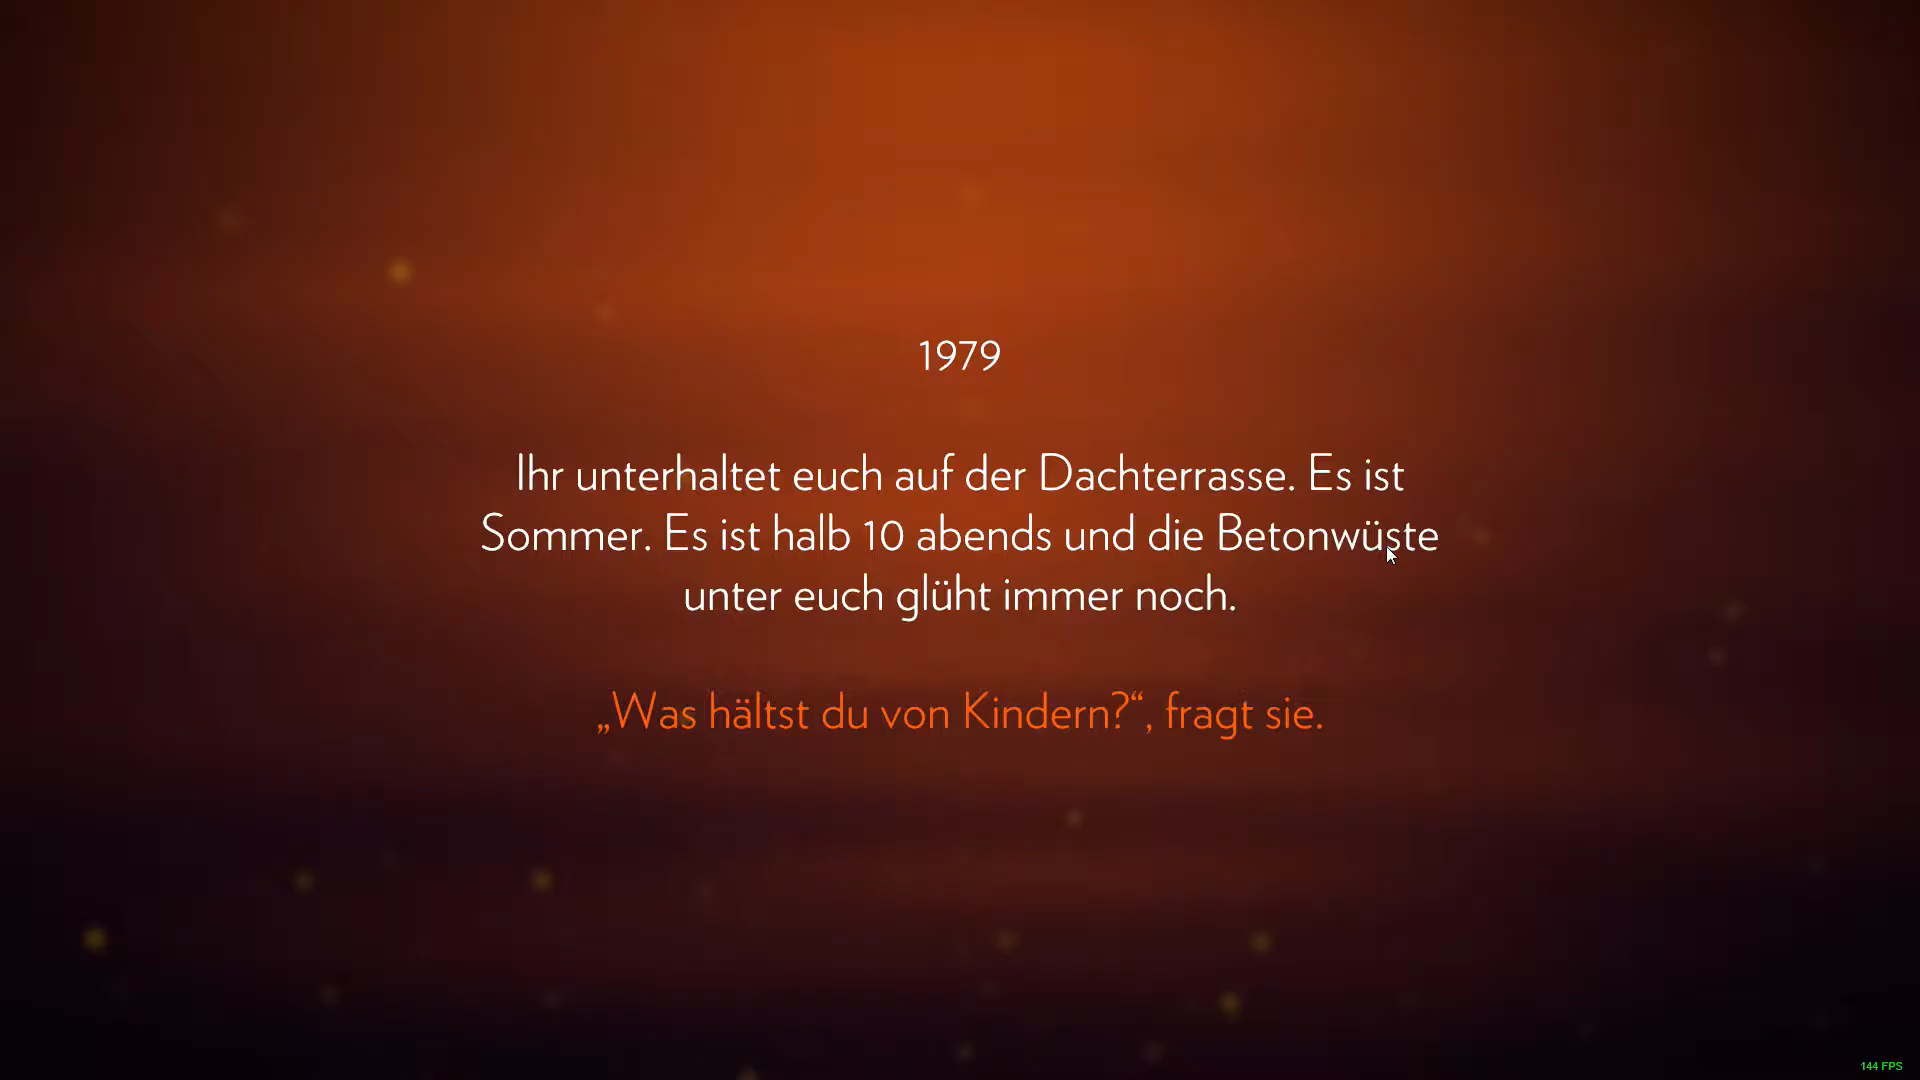 1979
Ihr unterhaltet euch auf der Dachterrasse. Es ist
Sommer. Es ist halb 10 abends und die Betonwüste
unter euch glüht immer noch.
„Was hältst du von Kindern?“, fragt sie.
144 FPS